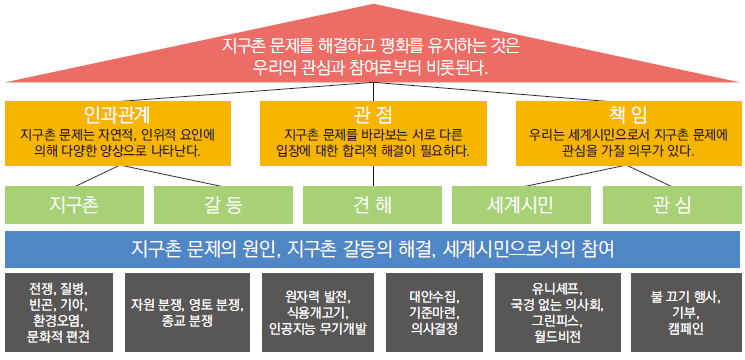 지구촌 문제를 해결하고 평화를 유지하는 것은
우리의 관심과 참여로부터 비롯된다.
인과관계
지구촌 문제는 자연적, 인위적 요인에
의해 다양한 양상으로 나타난다.
관 점
지구촌 문제를 바라보는 서로 다른
입장에 대한 합리적 해결이 필요하다.
책 임
우리는 세계시민으로서 지구촌 문제에
관심을 가질 의무가 있다.
지구촌
갈 등
견 해
세계시민
관 심
지구촌 문제의 원인, 지구촌 갈등의 해결, 세계시민으로서의 참여
전쟁, 질병,
빈곤, 기아,
환경오염,
문화적 편견
자원 분쟁, 영토 분쟁,
종교 분쟁
원자력 발전,
식용개고기,
인공지능 무기개발
대안수집,
기준마련,
의사결정
유니셰프,
국경 없는 의사회,
그린피스,
월드비전
불 끄기 행사,
기부,
캠페인